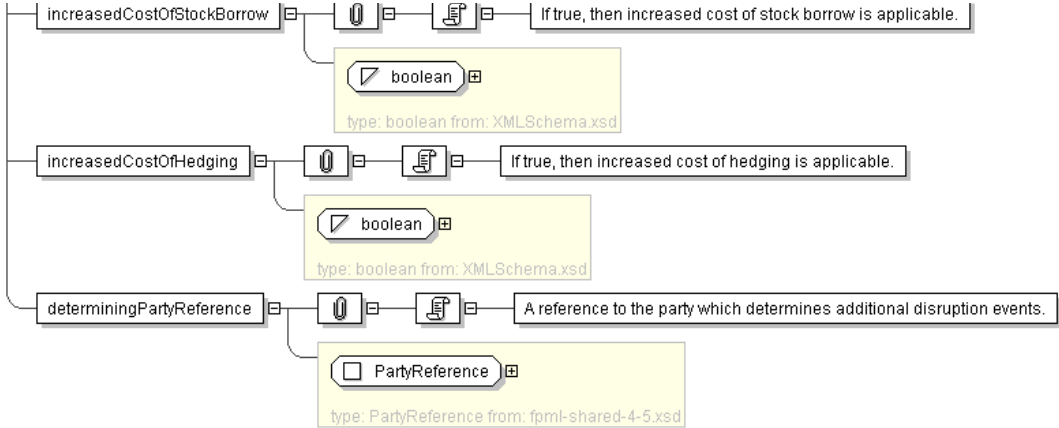 increasedCostOfStockBorrow If true, then increased cost of stock borrow is applicable.
boolean
type: boolean from: XMLSchema.xsd
increasedCostOfHedging If true, then increased cost of hedging is applicable.
boolean
type: boolean from: XMLSchema.xsd
determiningPartyReference A reference to the party which determines additional disruption events.
PartyReference
type: PartyReference from: fpml-shared-4-5.xsd